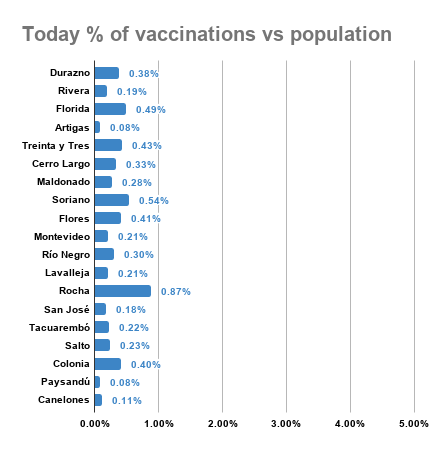 Today % of vaccinations vs population
Durazno 0.38%
Rivera 0.19%
Florida 0.49%
Artigas 0.08%
Treinta y Tres 0.43%
Cerro Largo 0.33%
Maldonado 0.28%
Soriano 0.54%
Flores 0.41%
Montevideo 0.21%
Río Negro 0.30%
Lavalleja 0.21%
Rocha 0.87%
San José 0.18%
Tacuarembó 0.22%
Salto 0.23%
Colonia 0.40%
Paysandú 0.08%
Canelones 0.11%
0.00% 1.00% 2.00% 3.00% 4.00% 5.00%